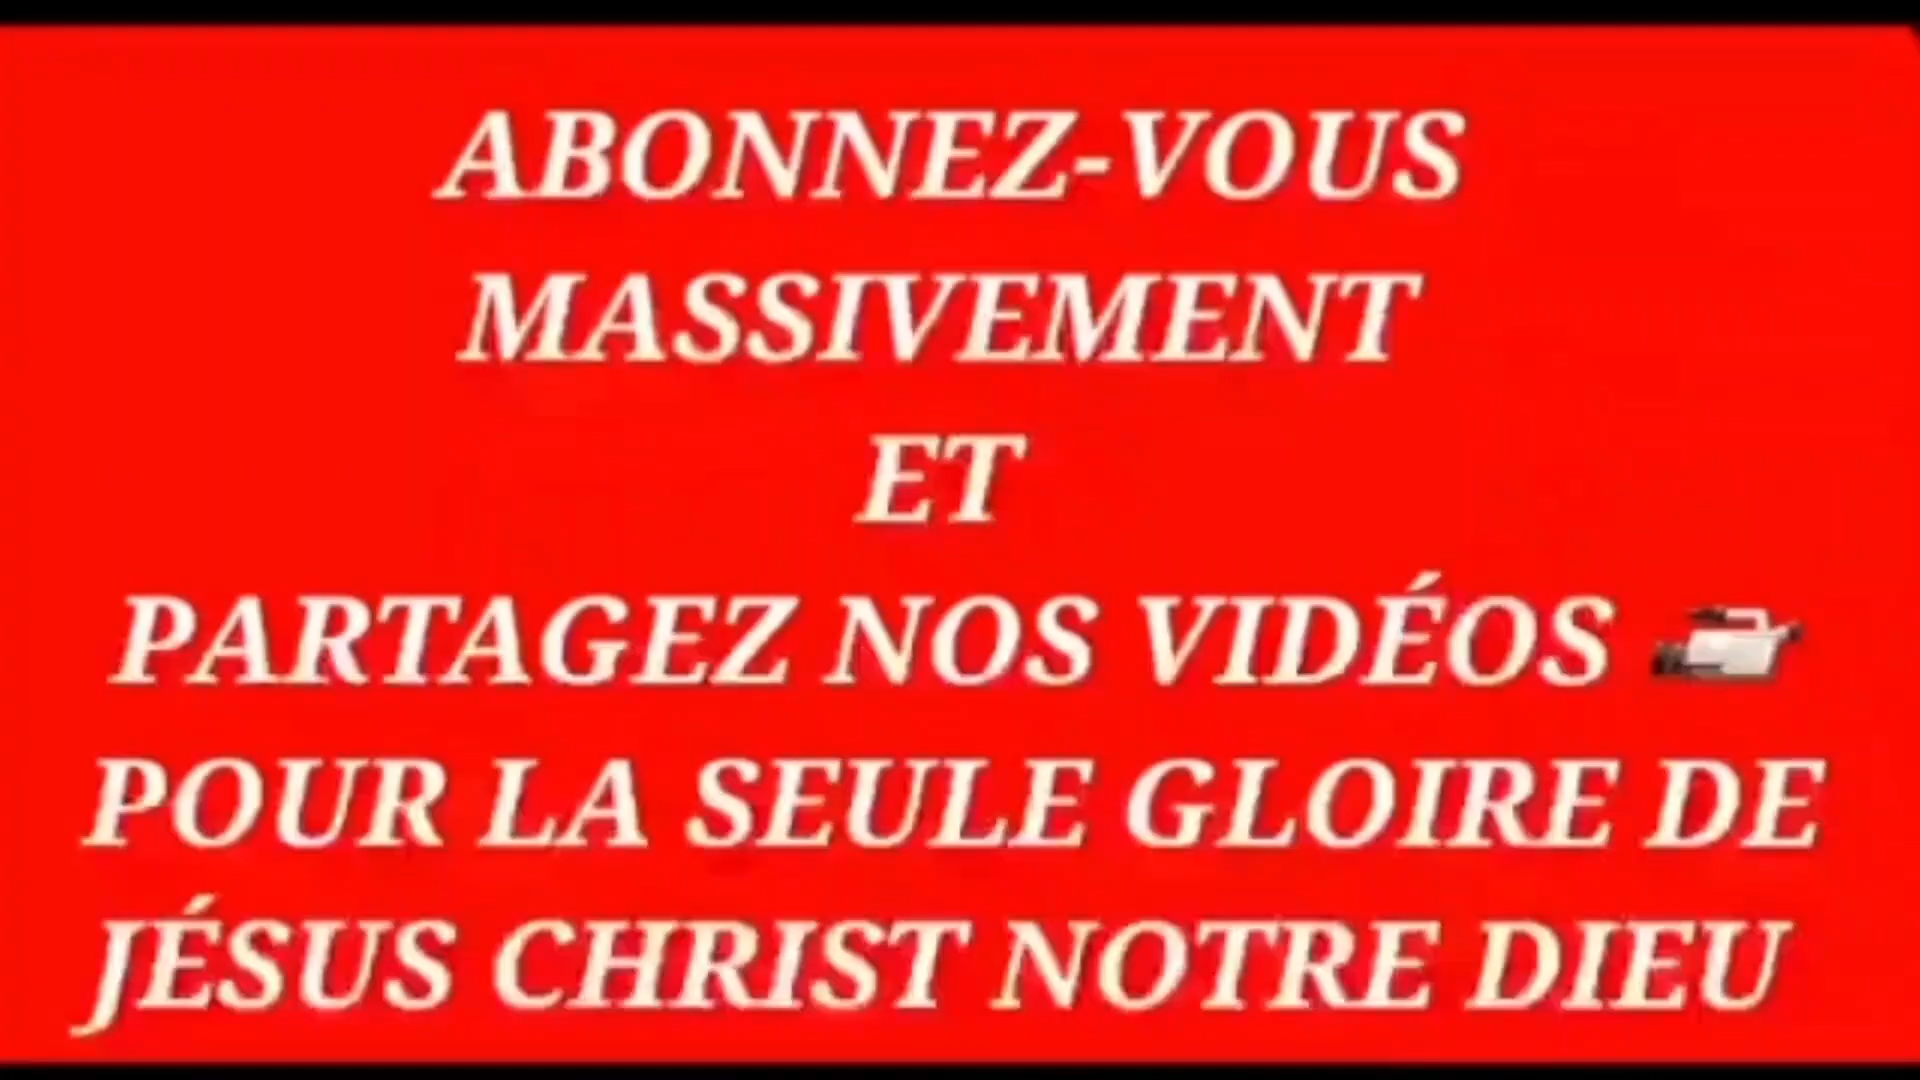 ABONNEZ-VOUS
MASSIVEMENT
ET
PARTAGEZ NOS VIDÉOS
POUR LA SEULE GLOIRE DE
JÉSUS CHRIST NOTRE DIEU